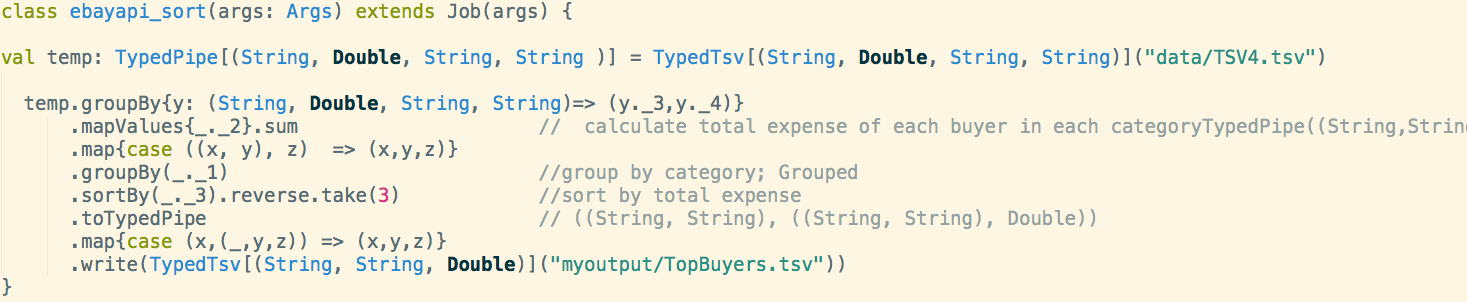 class ebayapi_sort(args: Args) extends Job(args) {
val temp: TypedPipe[(String, Double, String, String )] = TypedTsv[(String, Double, String, String)]("data/TSV4.tsv")
temp.groupBy{y: (String, Double, String, String)=> (y._3,y._4)}
.mapValues{_._2}.sum // calculate total expense of each buyer in each categoryTypedPipe((String,Strin
.map{case ((x, y), z) => (x,y,z)}
.groupBy(_._1) //group by category; Grouped
.sortBy(_._3).reverse.take(3) //sort by total expense
.toTypedPipe // ((String, String), ((String, String), Double))
.map{case (x,(_,y,z)) => (x,y,z)}
.write(TypedTsv[(String, String, Double)]("myoutput/TopBuyers.tsv"))
}